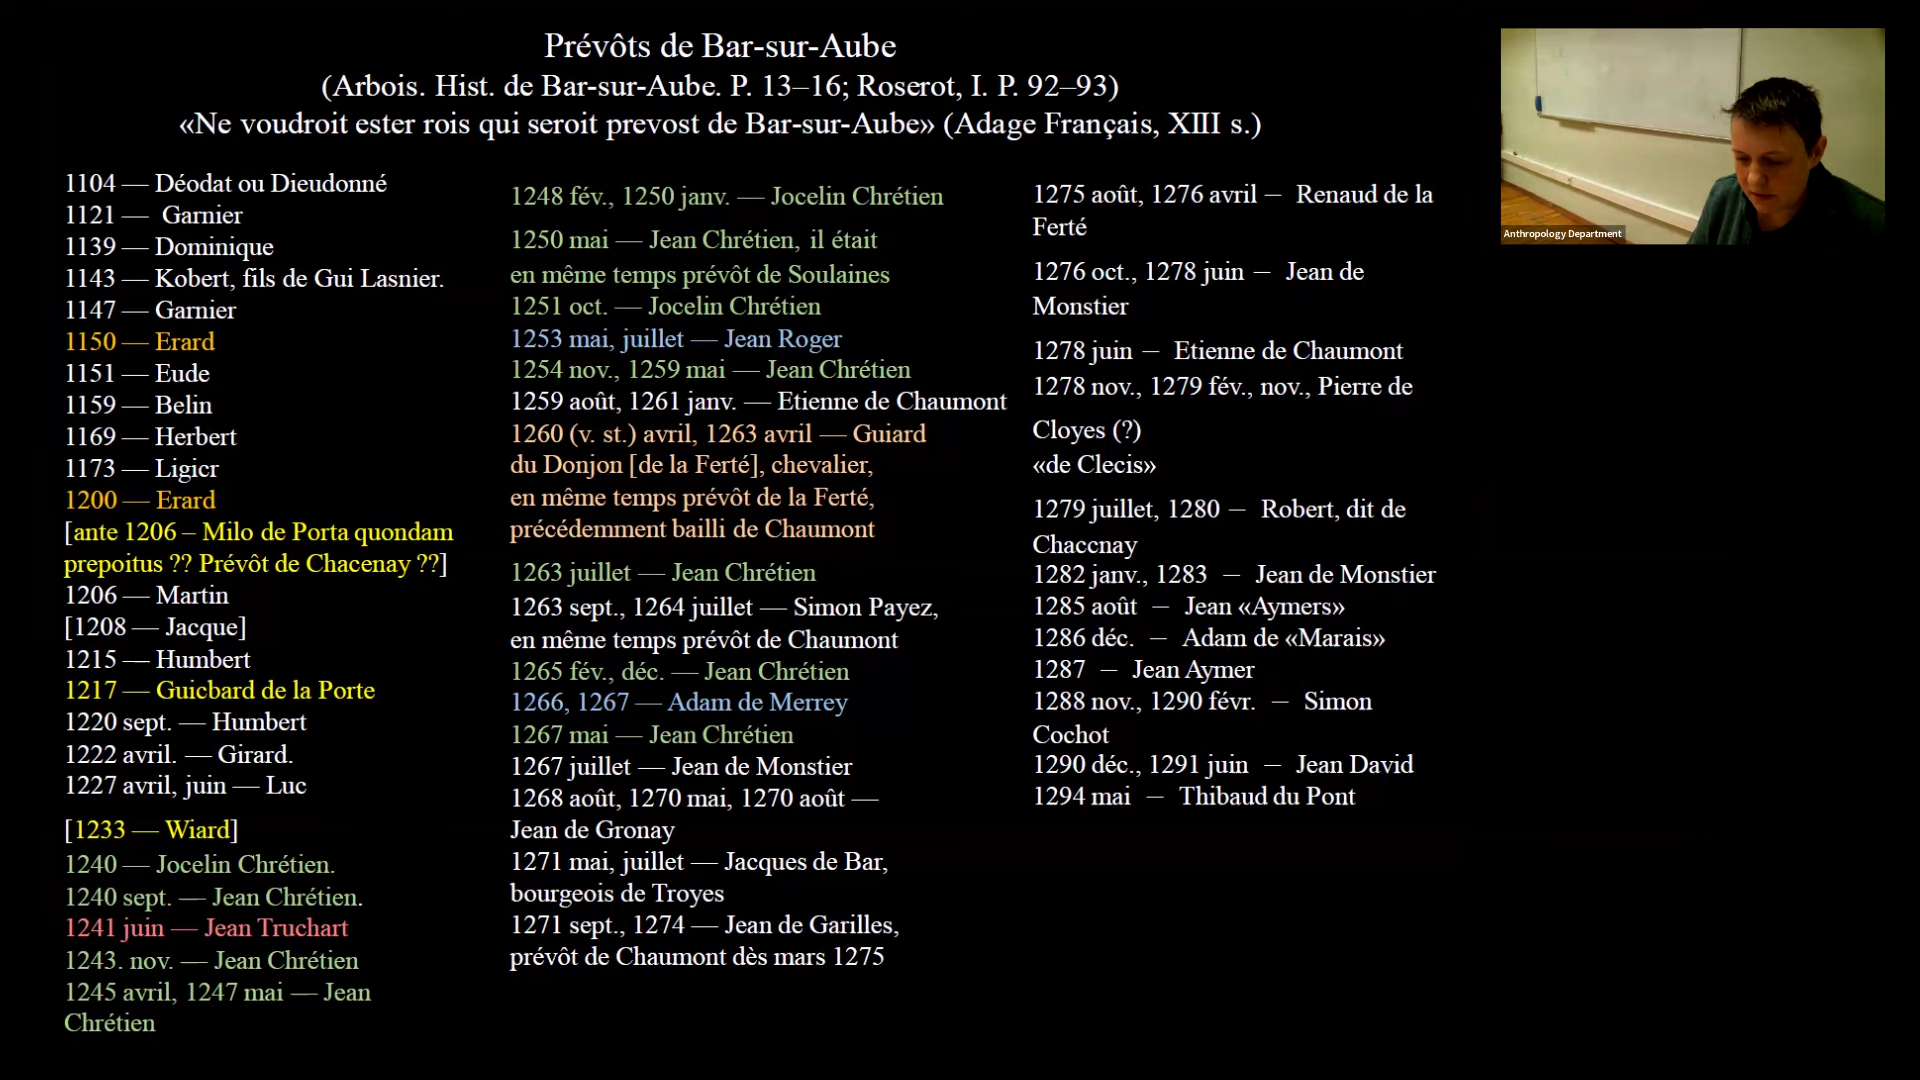 Prévôts de Bar-sur-Aube
(Arbois. Hist. de Bar-sur-Aube. P. 13–16; Roserot, I. P. 92–93)
«Ne voudroit ester rois qui seroit prevost de Bar-sur-Aube» (Adage Français, XIII s.)
1104 — Déodat ou Dieudonné
1121 — Garnier
1139 — Dominique
1143 — Kobert, fils de Gui Lasnier.
1147 — Garnier
1150 — Erard
1151 — Eude
1159 — Belin
1169 — Herbert
1173 — Ligicr
1200 — Erard
[ante 1206 – Milo de Porta quondam
prepoitus ?? Prévôt de Chacenay ??]
1206 — Martin
[1208 — Jacque]
1215 — Humbert
1217 — Guicbard de la Porte
1220 sept. — Humbert
1222 avril. — Girard.
1227 avril, juin — Luc
[1233 — Wiard]
1240 — Jocelin Chrétien.
1240 sept. — Jean Chrétien.
1241 juin — Jean Truchart
1243. nov. — Jean Chrétien
1245 avril, 1247 mai — Jean
Chrétien
1248 fév., 1250 janv. — Jocelin Chrétien
1250 mai — Jean Chrétien, il était
en même temps prévôt de Soulaines
1251 oct. — Jocelin Chrétien
1253 mai, juillet — Jean Roger
1254 nov., 1259 mai — Jean Chrétien
1259 août, 1261 janv. — Etienne de Chaumont
1260 (v. st.) avril, 1263 avril — Guiard
du Donjon [de la Ferté], chevalier,
en même temps prévôt de la Ferté,
précédemment bailli de Chaumont
1263 juillet — Jean Chrétien
1263 sept., 1264 juillet — Simon Payez,
en même temps prévôt de Chaumont
1265 fév., déc. — Jean Chrétien
1266, 1267 — Adam de Merrey
1267 mai — Jean Chrétien
1267 juillet — Jean de Monstier
1268 août, 1270 mai, 1270 août —
Jean de Gronay
1271 mai, juillet — Jacques de Bar,
bourgeois de Troyes
1271 sept., 1274 — Jean de Garilles,
prévôt de Chaumont dès mars 1275
1275 août, 1276 avril — Renaud de la
Ferté
1276 oct., 1278 juin — Jean de
Monstier
1278 juin — Etienne de Chaumont
1278 nov., 1279 fév., nov., Pierre de
Cloyes (?)
«de Clecis»
1279 juillet, 1280 — Robert, dit de
Chaccnay
1282 janv., 1283 — Jean de Monstier
1285 août — Jean «Aymers»
1286 déc. — Adam de «Marais»
1287 — Jean Aymer
1288 nov., 1290 févr. — Simon
Cochot
1290 déc., 1291 juin — Jean David
1294 mai — Thibaud du Pont
Anthropology Department